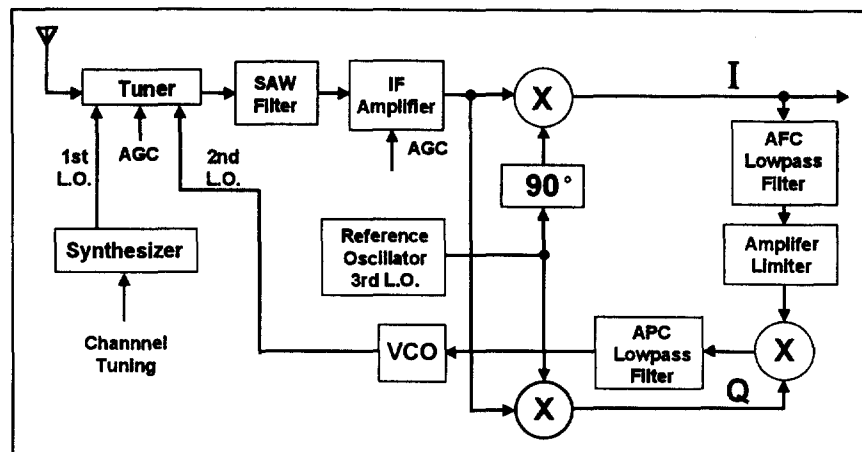 Tuner
SAW
Filter
IF
Amplifier
X
I
1st
L.O.
AGC
2nd
L.O.
AGC
90°
AFC
Lowpass
Filter
Synthesizer
Reference
Oscillator
3rd L.O.
Amplifer
Limiter
Channnel
Tuning
VCO
APC
Lowpass
Filter
X
X
Q